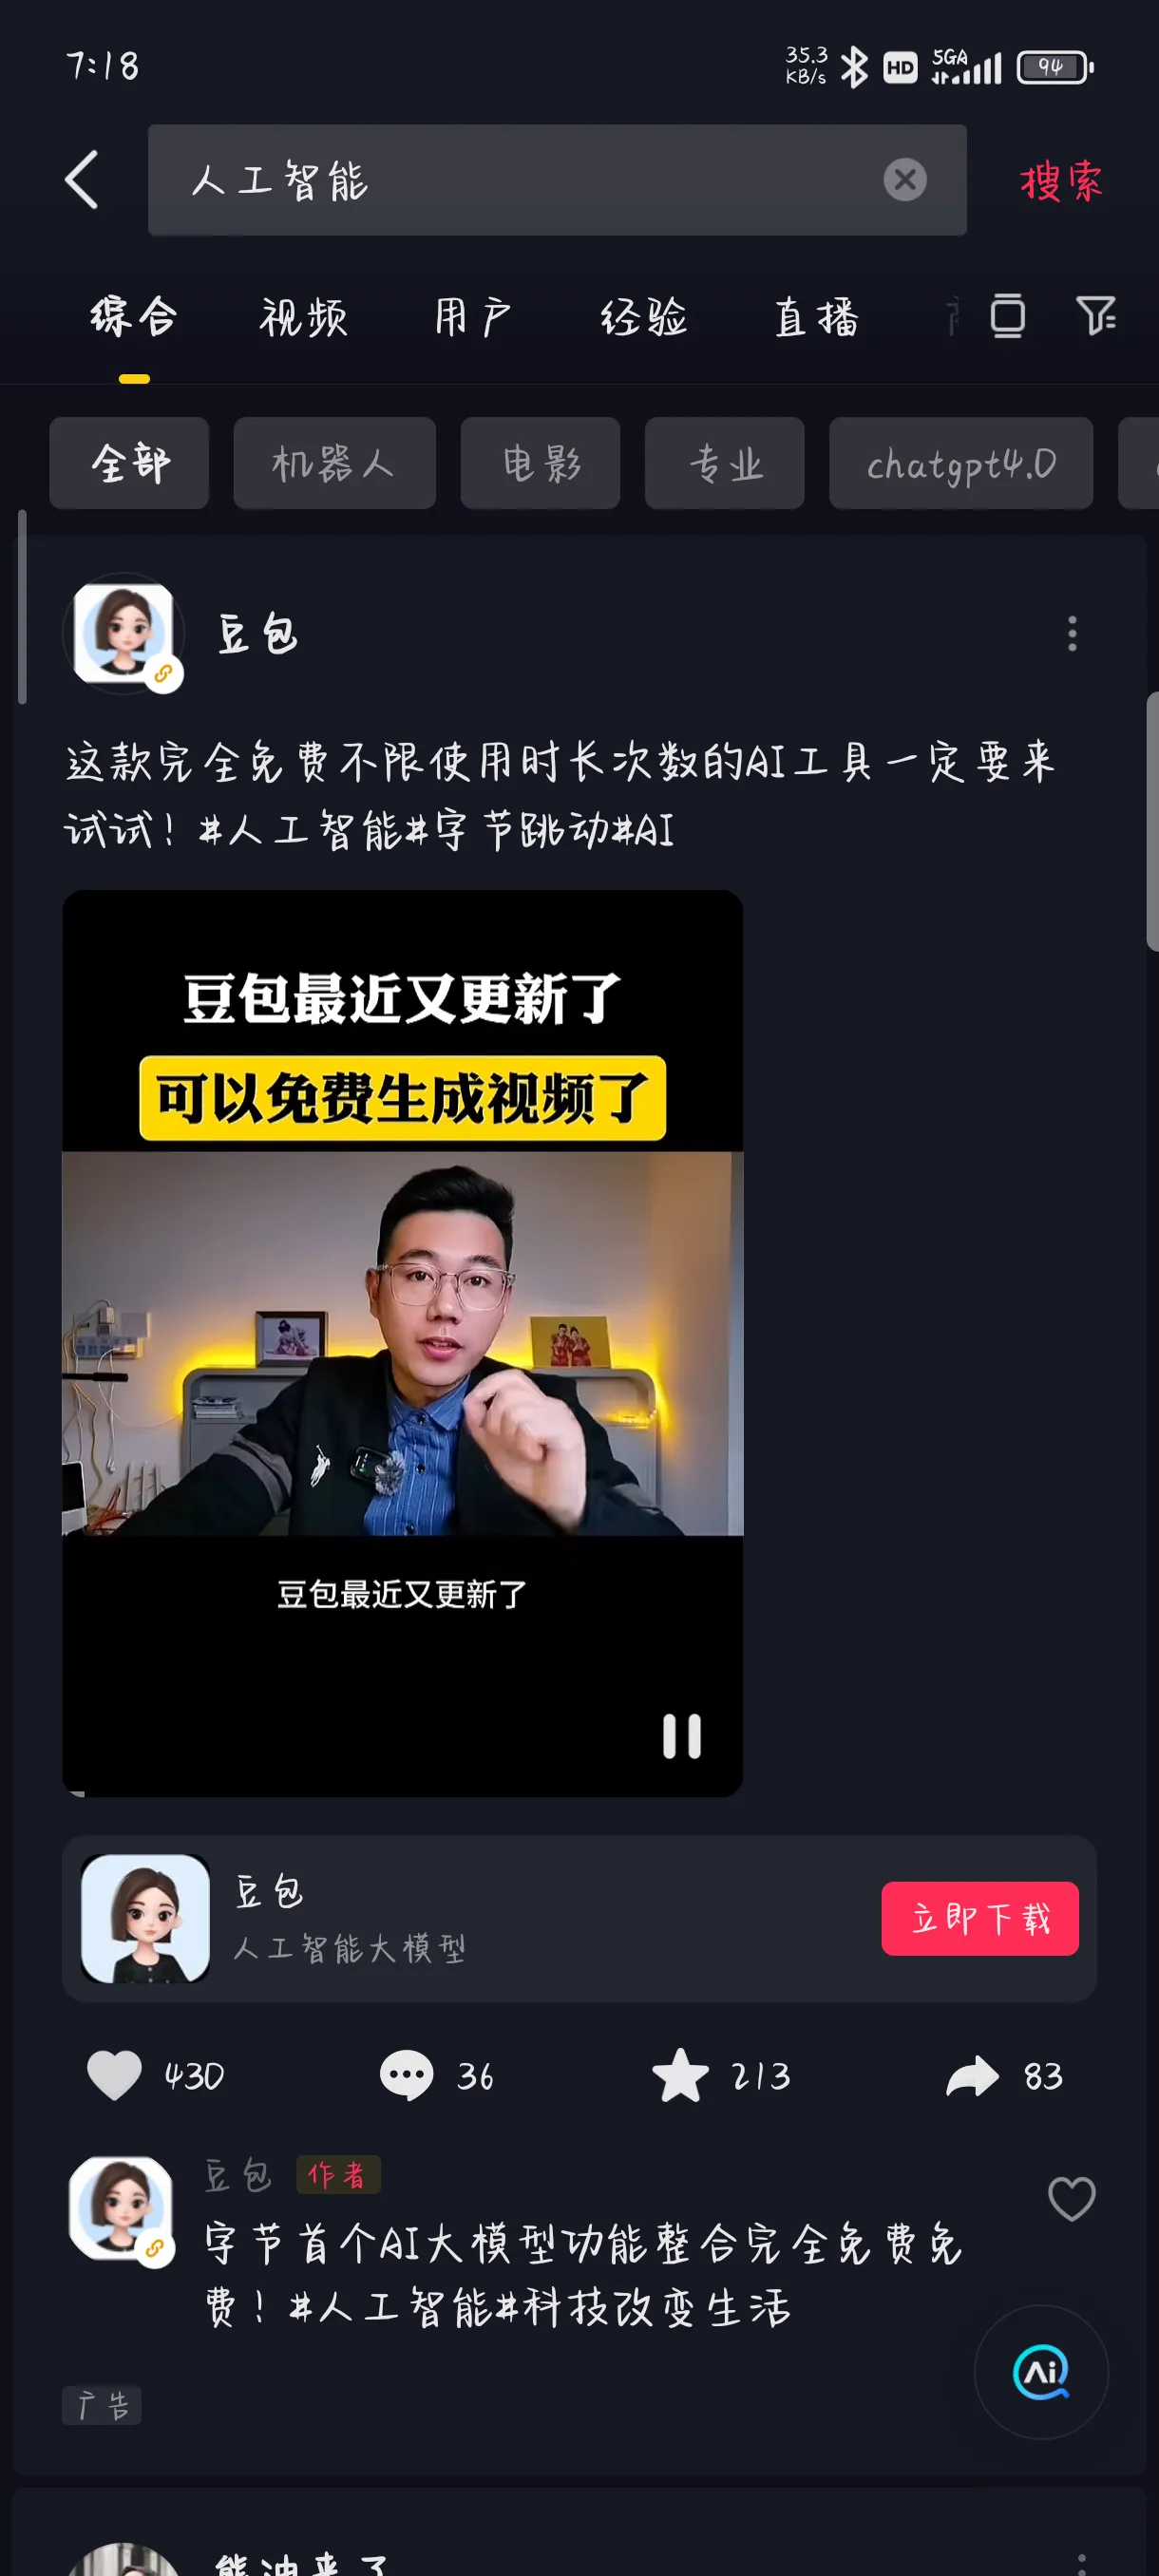 7:18
35.3
KB/s
HD
5GA
94
人工智能
搜索
综合 视频 用户 经验 直播
全部 机器人 电影 专业 chatgpt4.0
豆包
这款完全免费不限使用时长次数的AI工具一定要来
试试！#人工智能#字节跳动#AI
豆包最近又更新了
可以免费生成视频了
豆包最近又更新了
豆包
人工智能大模型
立即下载
430 36 213 83
豆包 作者
字节首个AI大模型功能整合完全免费免
费！#人工智能#科技改变生活
Ai
广告